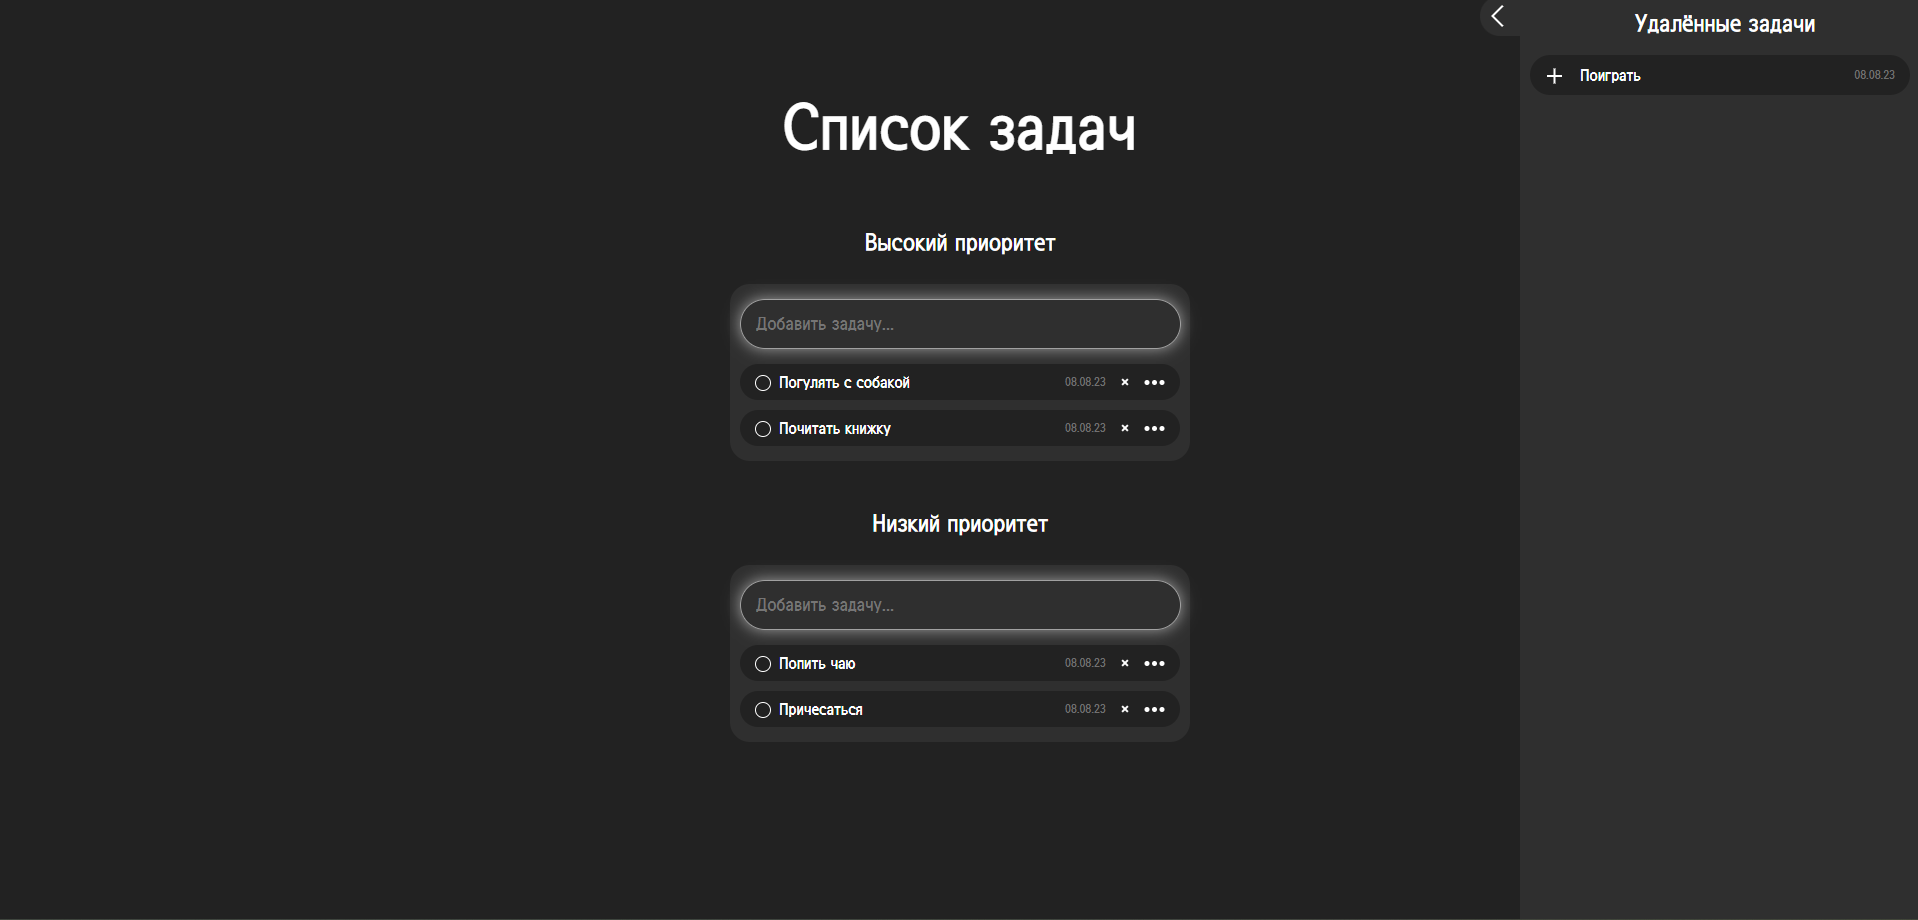 Список задач
Высокий приоритет
Добавить задачу...
Погулять с собакой 08.08.23
Почитать книжку 08.08.23
Низкий приоритет
Добавить задачу...
Попить чаю 08.08.23
Причесаться 08.08.23
Удалённые задачи
Поиграть 08.08.23